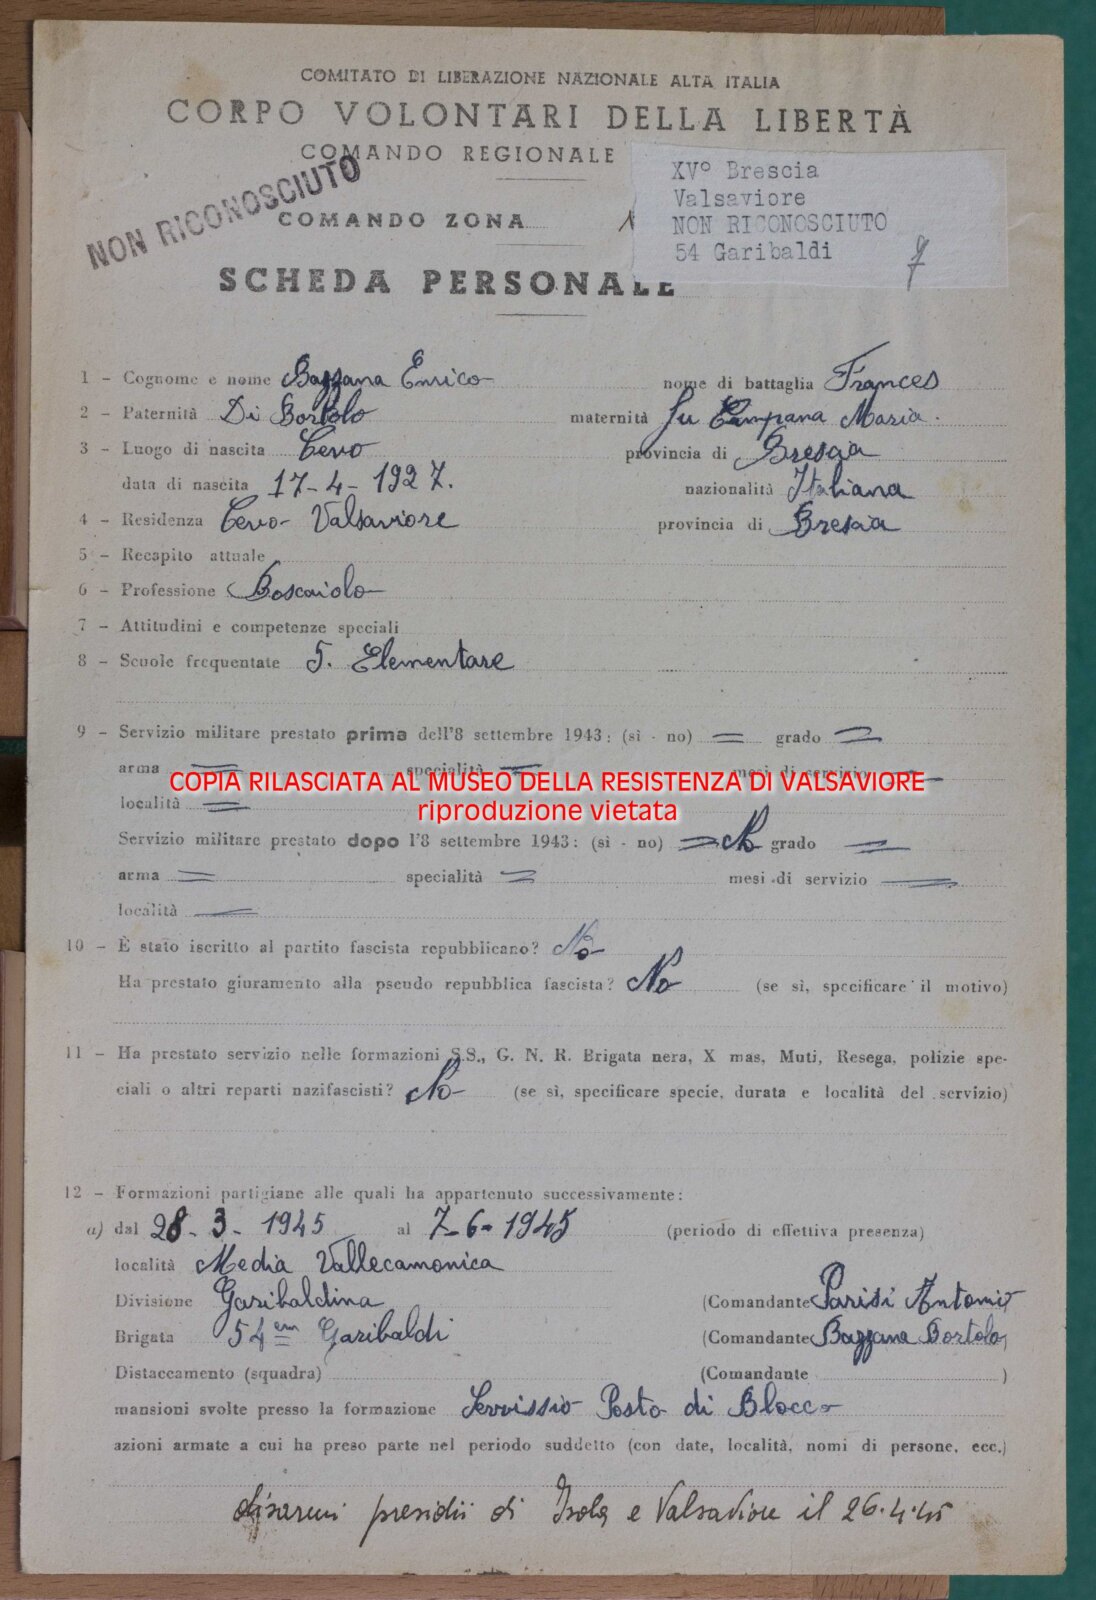 COMITATO DI LIBERAZIONE NAZIONALE ALTA ITALIA
CORPO VOLONTARI DELLA LIBERTÀ
COMANDO REGIONALE
NON RICONOSCIUTO
COMANDO ZONA
XV° Brescia
Valsaviore
NON RICONOSCIUTO
54 Garibaldi
SCHEDA PERSONALE
1 - Cognome e nome Bazzana Enrico nome di battaglia Frances
2 - Paternità Di Bortolo maternità fu Campana Maria.
3 - Luogo di nascita Cevo provincia di Brescia
data di nascita 17-4-1927. nazionalità Italiana
4 - Residenza Cevo- Valsaviore provincia di Brescia
5 - Recapito attuale
6 - Professione Boscaiolo
7 - Attitudini e competenze speciali
8 - Scuole frequentate 5. Elementare
9 - Servizio militare prestato prima dell'8 settembre 1943: (sì - no) = grado =
arma = specialità = mesi di servizio =
COPIA RILASCIATA AL MUSEO DELLA RESISTENZA DI VALSAVIORE
riproduzione vietata
località =
Servizio militare prestato dopo l'8 settembre 1943: (sì - no) = No grado =
arma = specialità = mesi di servizio =
località =
10 - È stato iscritto al partito fascista repubblicano? No
Ha prestato giuramento alla pseudo repubblica fascista? No (se sì, specificare il motivo)
11 - Ha prestato servizio nelle formazioni S.S., G. N. R. Brigata nera, X mas, Muti, Resega, polizie spe-
ciali o altri reparti nazifascisti? No (se sì, specificare specie, durata e località del servizio)
12 - Formazioni partigiane alle quali ha appartenuto successivamente:
a) dal 28-3-1945 al 7-6-1945 (periodo di effettiva presenza)
località Media Vallecamonica
Divisione Garibaldina (Comandante Parisi Antonio
Brigata 54em Garibaldi (Comandante Bazzana Bortolo)
Distaccamento (squadra) (Comandante )
mansioni svolte presso la formazione Servissio Posto di Blocco
azioni armate a cui ha preso parte nel periodo suddetto (con date, località, nomi di persone, ecc.)
disarmi presidii di Isola e Valsaviore il 26.4.45